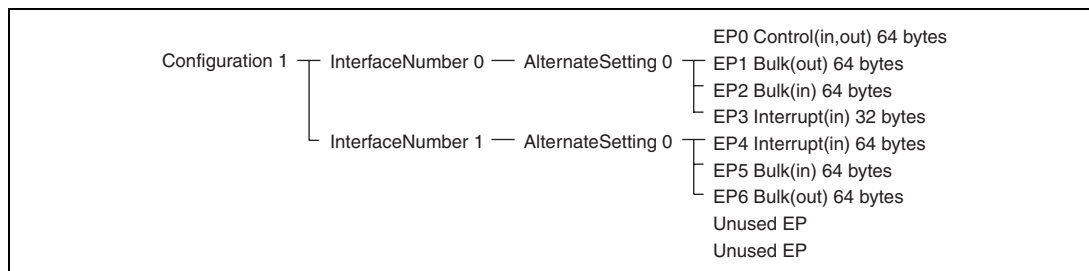 EP0 Control(in,out) 64 bytes
Configuration 1 InterfaceNumber 0 AlternateSetting 0 EP1 Bulk(out) 64 bytes
EP2 Bulk(in) 64 bytes
EP3 Interrupt(in) 32 bytes
InterfaceNumber 1 AlternateSetting 0 EP4 Interrupt(in) 64 bytes
EP5 Bulk(in) 64 bytes
EP6 Bulk(out) 64 bytes
Unused EP
Unused EP